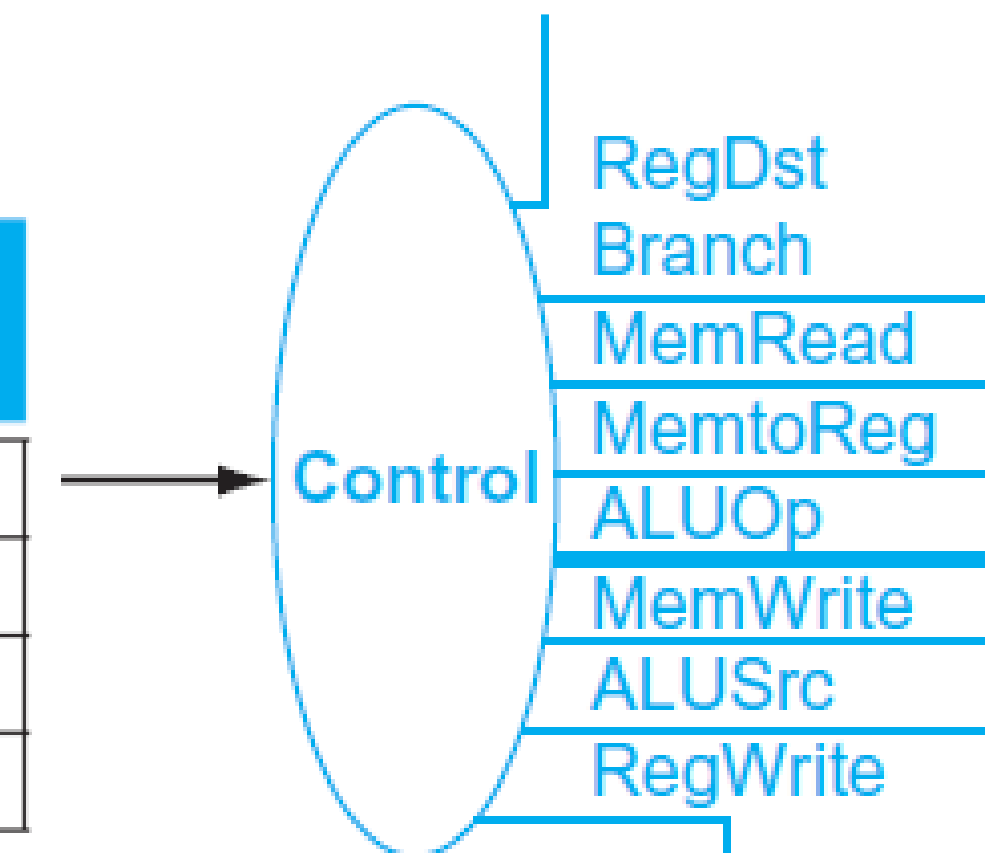 RegDst
Branch
MemRead
MemtoReg
Control
ALUOp
MemWrite
ALUSrc
RegWrite